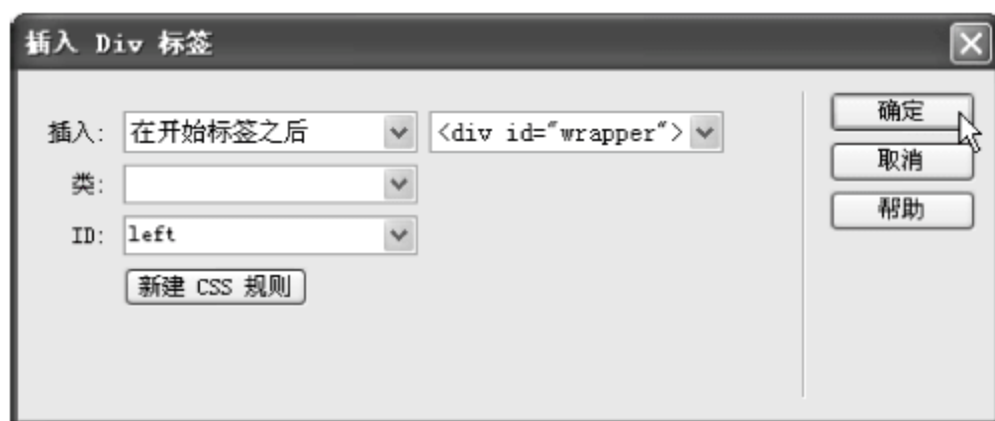 插入 Div 标签
插入: 在开始标签之后 <div id="wrapper">
类:
ID: left
新建 CSS 规则
确定
取消
帮助